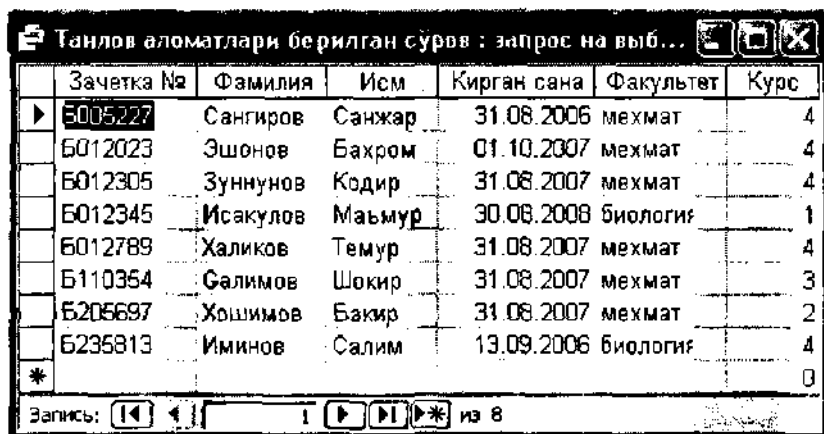 Танлов аломатлари берилган сўров : запрос на выб...
Зачетка № Фамилия Исм Кирган сана Факультет Курс
Б005227 Сангиров Санжар 31.08.2006 мехмат 4
Б012023 Эшонов Бахром 01.10.2007 мехмат 4
Б012305 Зуннунов Кодир 31.08.2007 мехмат 4
Б012345 Исакулов Маьмур 30.08.2008 биология 1
Б012789 Халиков Темур 31.08.2007 мехмат 4
Б110354 Салимов Шокир 31.08.2007 мехмат 3
Б205697 Хошимов Бакир 31.08.2007 мехмат 2
Б235813 Иминов Салим 13.09.2006 биология 4
0
Запись: 1 из 8